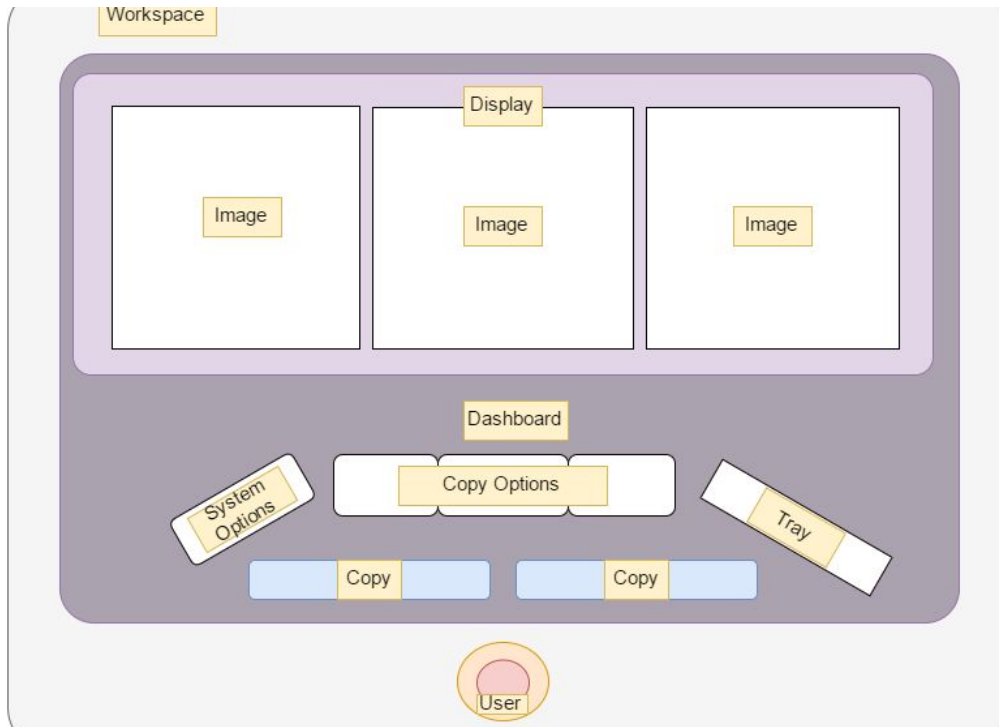 Workspace
Display
Image
Image
Image
Dashboard
System
Options
Copy Options
Tray
Copy
Copy
User